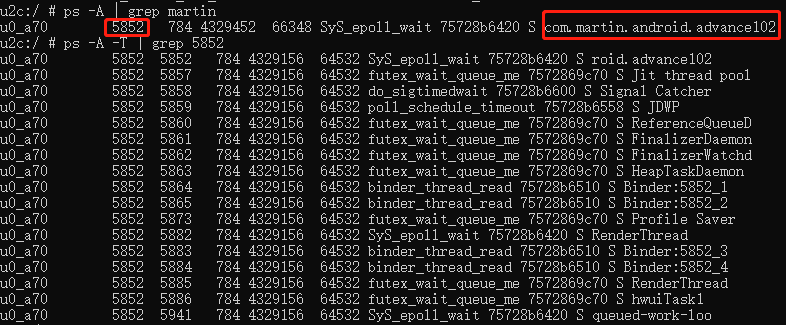 u2c:/ # ps -A | grep martin
u0_a70 5852 784 4329452 66348 SyS_epoll_wait 75728b6420 S com.martin.android.advance102
u2c:/ # ps -A -T | grep 5852
u0_a70 5852 5852 784 4329156 64532 SyS_epoll_wait 75728b6420 S roid.advance102
u0_a70 5852 5857 784 4329156 64532 futex_wait_queue_me 7572869c70 S Jit thread pool
u0_a70 5852 5858 784 4329156 64532 do_sigtimedwait 75728b6600 S Signal Catcher
u0_a70 5852 5859 784 4329156 64532 poll_schedule_timeout 75728b6558 S JDWP
u0_a70 5852 5860 784 4329156 64532 futex_wait_queue_me 7572869c70 S ReferenceQueueD
u0_a70 5852 5861 784 4329156 64532 futex_wait_queue_me 7572869c70 S FinalizerDaemon
u0_a70 5852 5862 784 4329156 64532 futex_wait_queue_me 7572869c70 S FinalizerWatchd
u0_a70 5852 5863 784 4329156 64532 futex_wait_queue_me 7572869c70 S HeapTaskDaemon
u0_a70 5852 5864 784 4329156 64532 binder_thread_read 75728b6510 S Binder:5852_1
u0_a70 5852 5865 784 4329156 64532 binder_thread_read 75728b6510 S Binder:5852_2
u0_a70 5852 5873 784 4329156 64532 futex_wait_queue_me 7572869c70 S Profile Saver
u0_a70 5852 5882 784 4329156 64532 SyS_epoll_wait 75728b6420 S RenderThread
u0_a70 5852 5883 784 4329156 64532 binder_thread_read 75728b6510 S Binder:5852_3
u0_a70 5852 5884 784 4329156 64532 binder_thread_read 75728b6510 S Binder:5852_4
u0_a70 5852 5885 784 4329156 64532 futex_wait_queue_me 7572869c70 S RenderThread
u0_a70 5852 5886 784 4329156 64532 futex_wait_queue_me 7572869c70 S hwuiTask1
u0_a70 5852 5941 784 4329156 64532 SyS_epoll_wait 75728b6420 S queued-work-loo